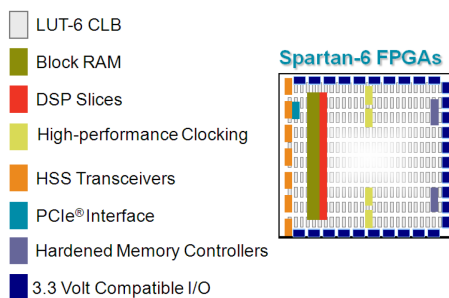 LUT-6 CLB
Block RAM
DSP Slices
High-performance Clocking
HSS Transceivers
PCIe® Interface
Hardened Memory Controllers
3.3 Volt Compatible I/O
Spartan-6 FPGAs